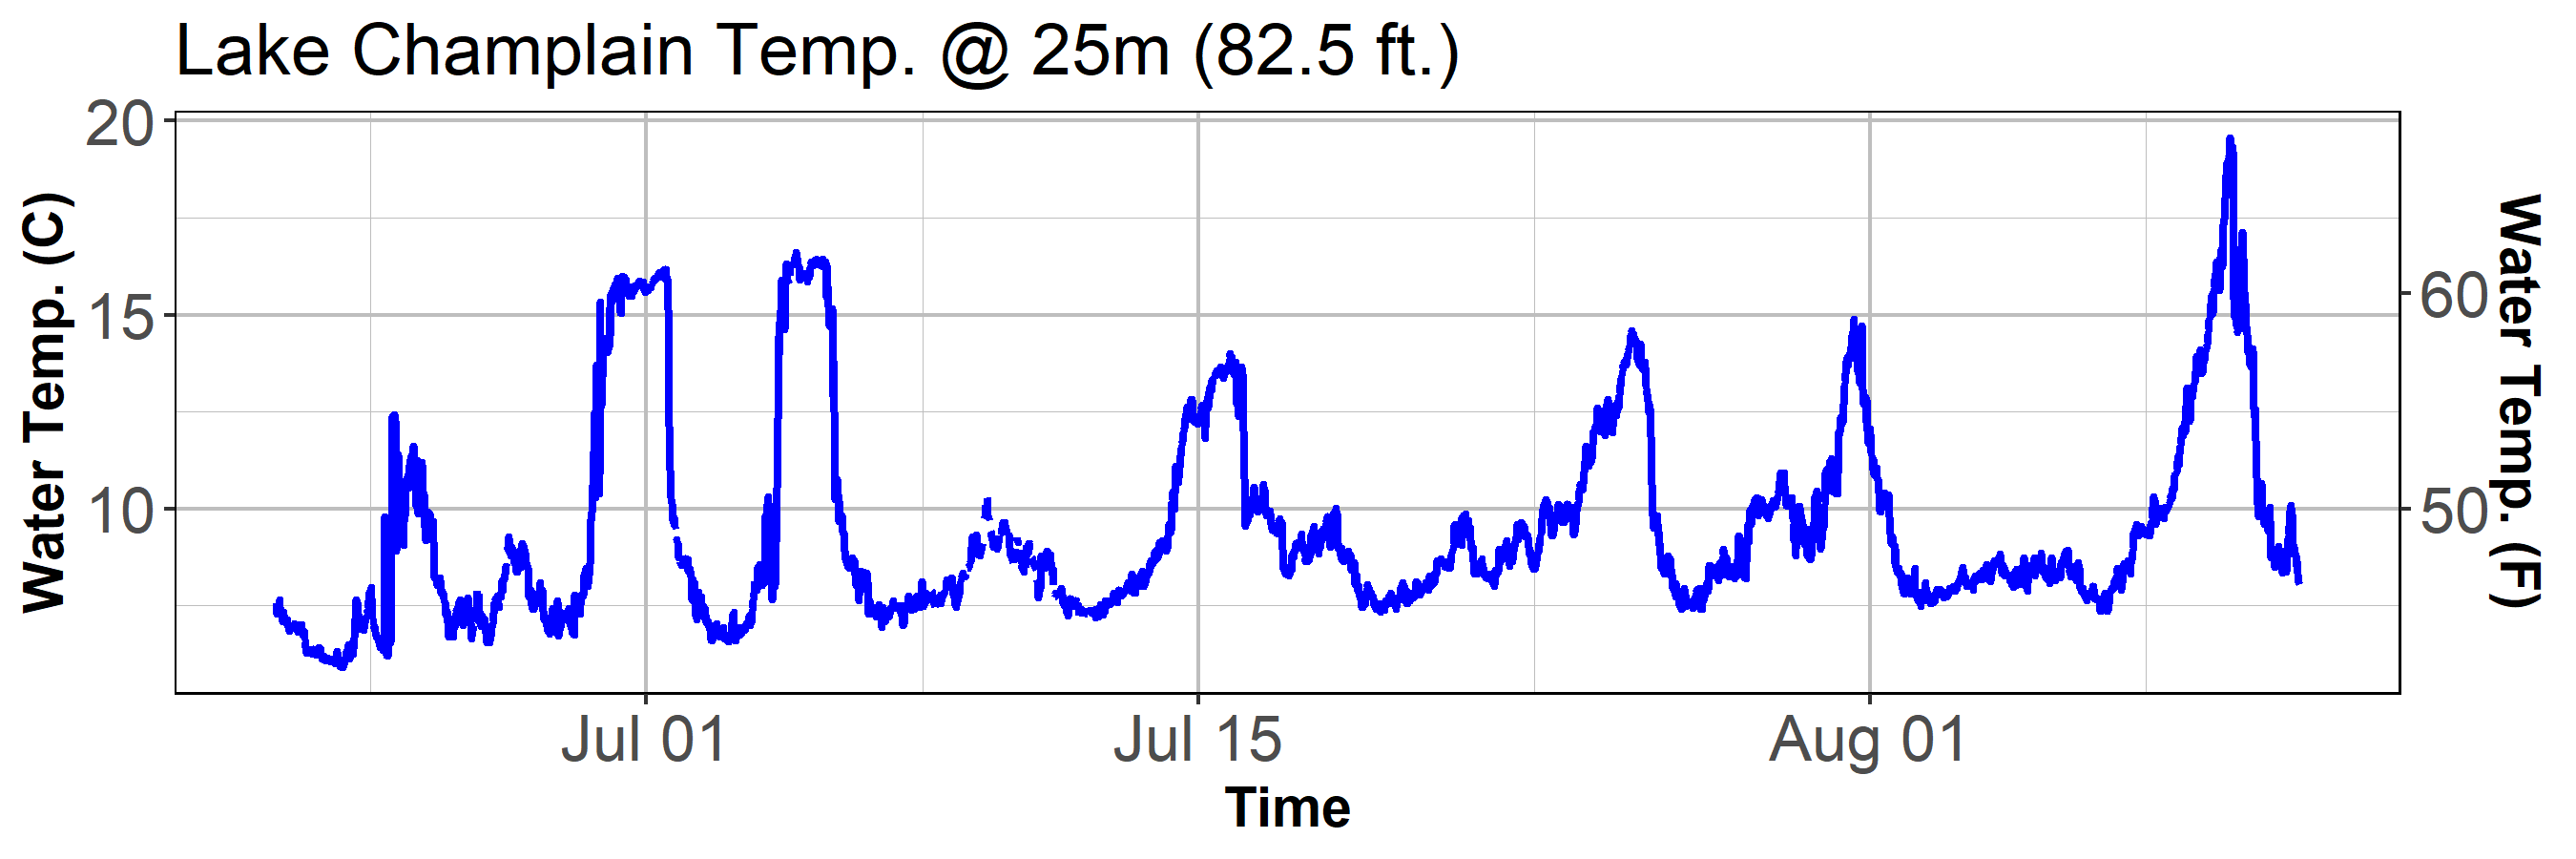 Lake Champlain Temp. @ 25m (82.5 ft.)
Water Temp. (C)
20
15
10
60
50
Water Temp. (F)
Jul 01
Jul 15
Aug 01
Time